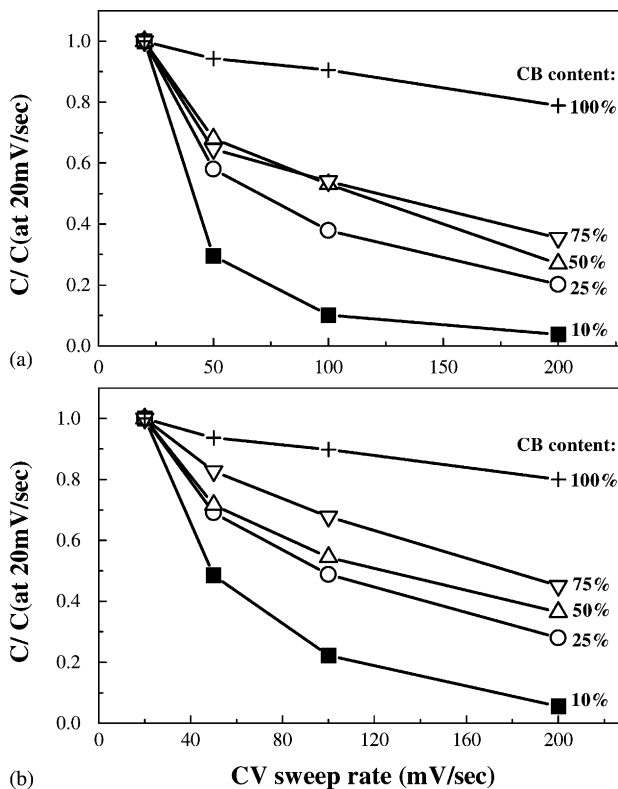 C/ C(at 20mV/sec)
1.0
0.8
0.6
0.4
0.2
0.0
CB content:
100%
75%
50%
25%
10%
0 50 100 150 200
(a)
C/ C(at 20mV/sec)
1.0
0.8
0.6
0.4
0.2
0.0
CB content:
100%
75%
50%
25%
10%
0 40 80 120 160 200
(b)
CV sweep rate (mV/sec)